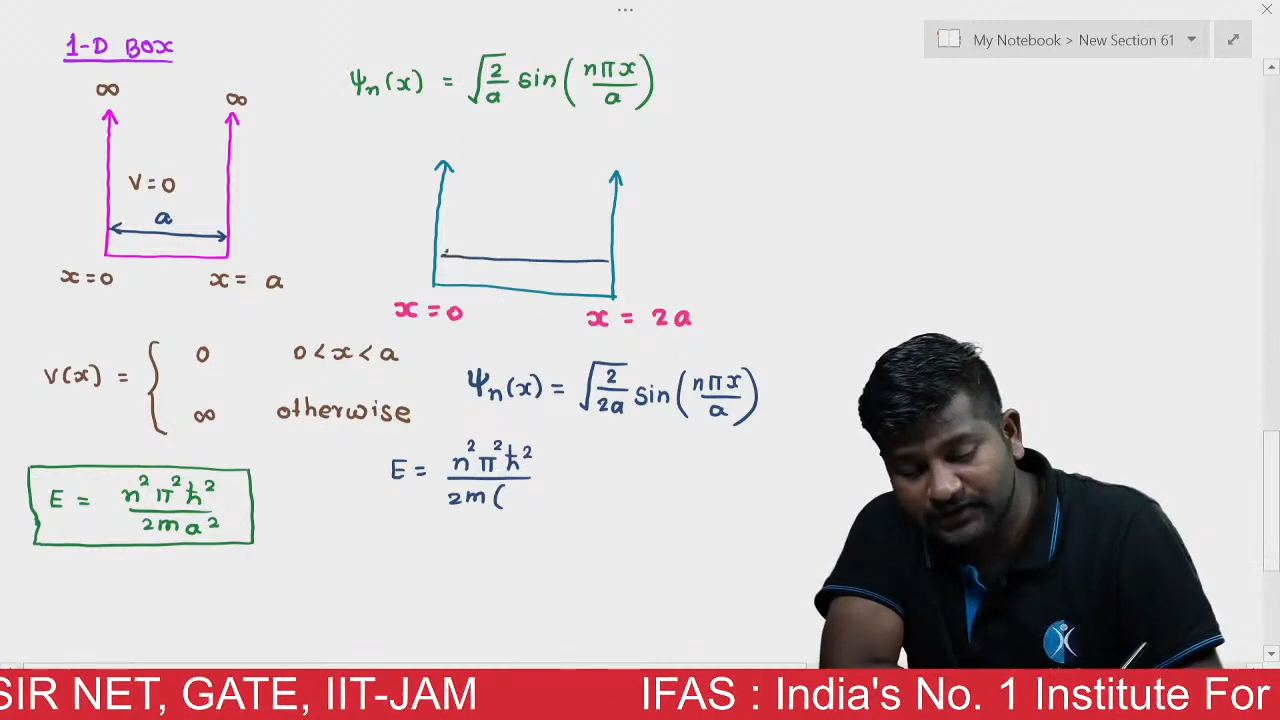 1-D BOX
∞ ∞
V=0
a
x=0 x= a
V(x) = { 0 0<x<a
∞ otherwise
E = n²π²ħ² / 2ma²
ψₙ(x) = √(2/a) sin(nπx/a)
x=0 x = 2a
ψₙ(x) = √(2/2a) sin(nπx/a)
E = n²π²ħ² / 2m(
My Notebook > New Section 61
SIR NET, GATE, IIT-JAM IFAS : India's No. 1 Institute For